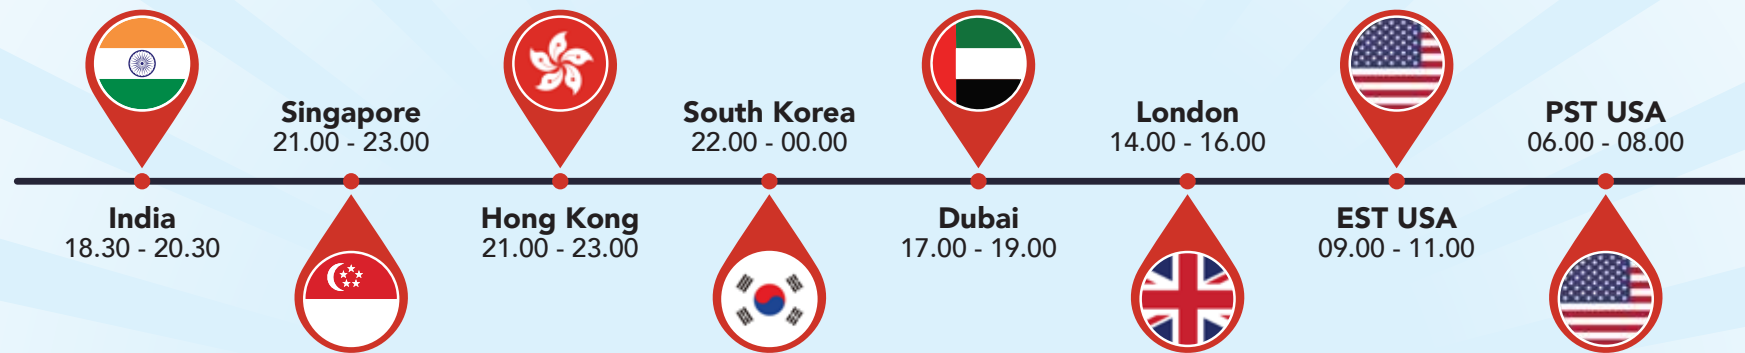 India
18.30 - 20.30
Singapore
21.00 - 23.00
Hong Kong
21.00 - 23.00
South Korea
22.00 - 00.00
Dubai
17.00 - 19.00
London
14.00 - 16.00
EST USA
09.00 - 11.00
PST USA
06.00 - 08.00